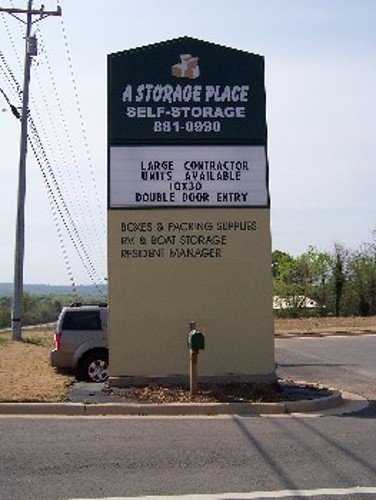 A STORAGE PLACE
SELF-STORAGE
881-0990
LARGE CONTRACTOR
UNITS AVAILABLE
10X30
DOUBLE DOOR ENTRY
BOXES & PACKING SUPPLIES
RV & BOAT STORAGE
RESIDENT MANAGER